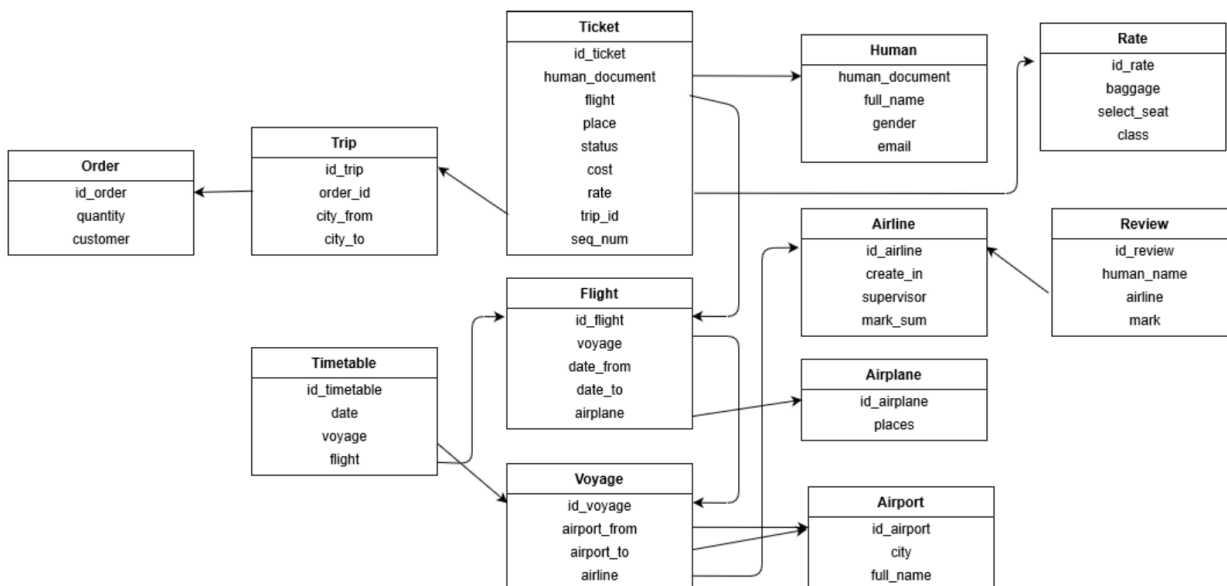 Ticket
id_ticket
human_document
flight
place
status
cost
rate
trip_id
seq_num
Human
human_document
full_name
gender
email
Rate
id_rate
baggage
select_seat
class
Trip
id_trip
order_id
city_from
city_to
Order
id_order
quantity
customer
Airline
id_airline
create_in
supervisor
mark_sum
Review
id_review
human_name
airline
mark
Flight
id_flight
voyage
date_from
date_to
airplane
Timetable
id_timetable
date
voyage
flight
Airplane
id_airplane
places
Voyage
id_voyage
airport_from
airport_to
airline
Airport
id_airport
city
full_name